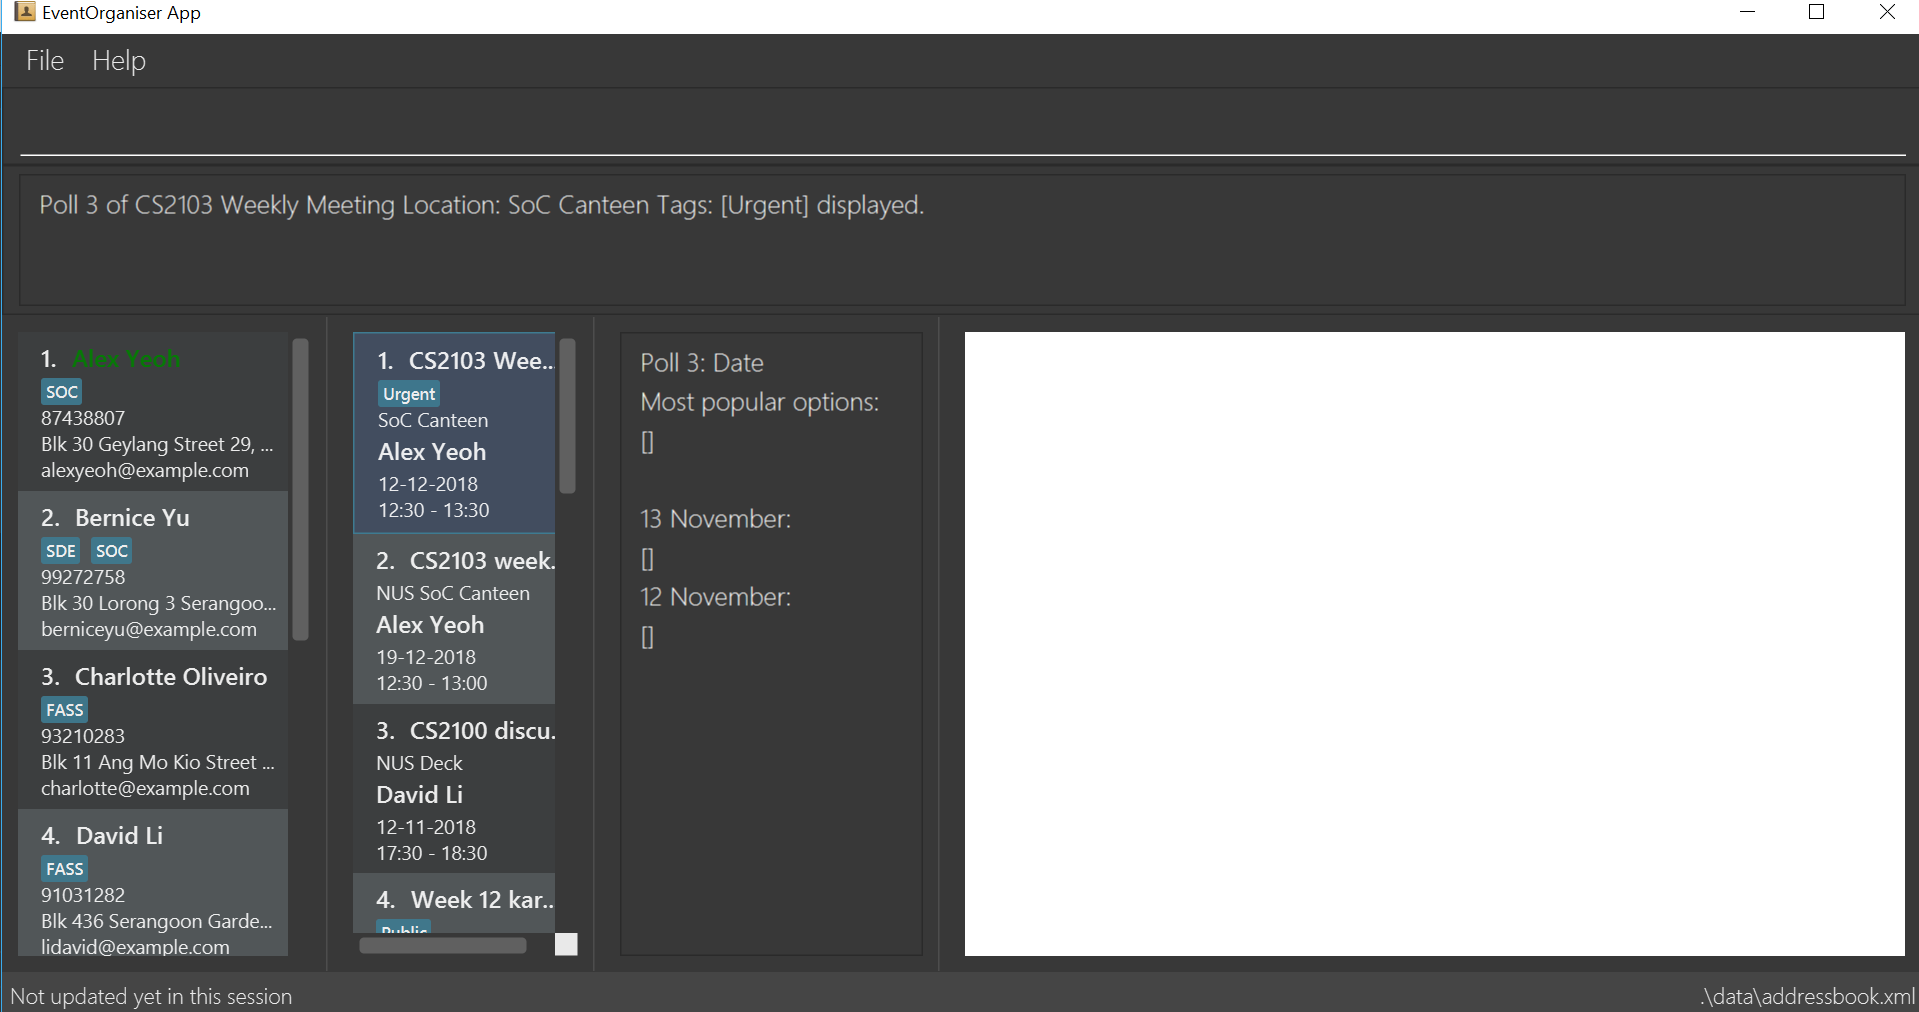 EventOrganiser App
File Help
Poll 3 of CS2103 Weekly Meeting Location: SoC Canteen Tags: [Urgent] displayed.
1. Alex Yeoh
SOC
87438807
Blk 30 Geylang Street 29, ...
alexyeoh@example.com
2. Bernice Yu
SDE SOC
99272758
Blk 30 Lorong 3 Serangoo...
berniceyu@example.com
3. Charlotte Oliveiro
FASS
93210283
Blk 11 Ang Mo Kio Street ...
charlotte@example.com
4. David Li
FASS
91031282
Blk 436 Serangoon Garde...
lidavid@example.com
1. CS2103 Wee...
Urgent
SoC Canteen
Alex Yeoh
12-12-2018
12:30 - 13:30
2. CS2103 week.
NUS SoC Canteen
Alex Yeoh
19-12-2018
12:30 - 13:00
3. CS2100 discu.
NUS Deck
David Li
12-11-2018
17:30 - 18:30
4. Week 12 kar..
Public
Poll 3: Date
Most popular options:
[]
13 November:
[]
12 November:
[]
Not updated yet in this session
.\data\addressbook.xml